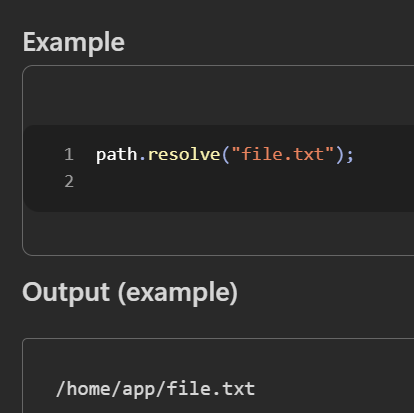 Example
1 path.resolve("file.txt");
2
Output (example)
/home/app/file.txt